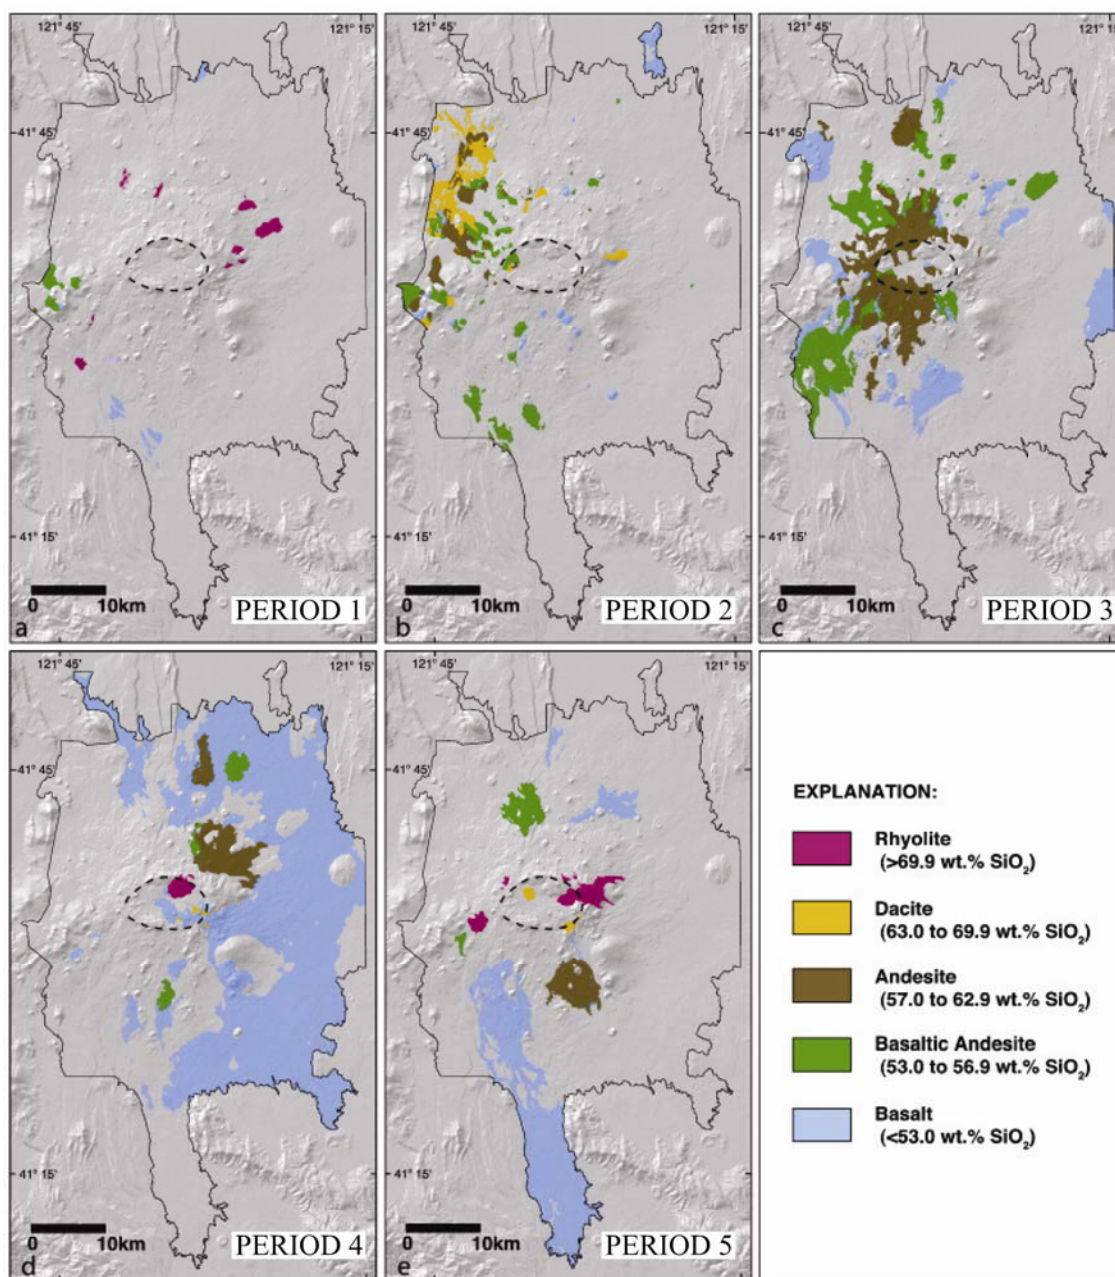 121° 45'
121° 15'
41° 45'
41° 15'
0 10km
PERIOD 1
a
121° 45'
121° 15'
41° 45'
41° 15'
0 10km
PERIOD 2
b
121° 45'
121° 15'
41° 45'
41° 15'
0 10km
PERIOD 3
c
121° 45'
121° 15'
41° 45'
41° 15'
0 10km
PERIOD 4
d
121° 45'
121° 15'
41° 45'
41° 15'
0 10km
PERIOD 5
e
EXPLANATION:
Rhyolite
(>69.9 wt.% SiO₂)
Dacite
(63.0 to 69.9 wt.% SiO₂)
Andesite
(57.0 to 62.9 wt.% SiO₂)
Basaltic Andesite
(53.0 to 56.9 wt.% SiO₂)
Basalt
(<53.0 wt.% SiO₂)